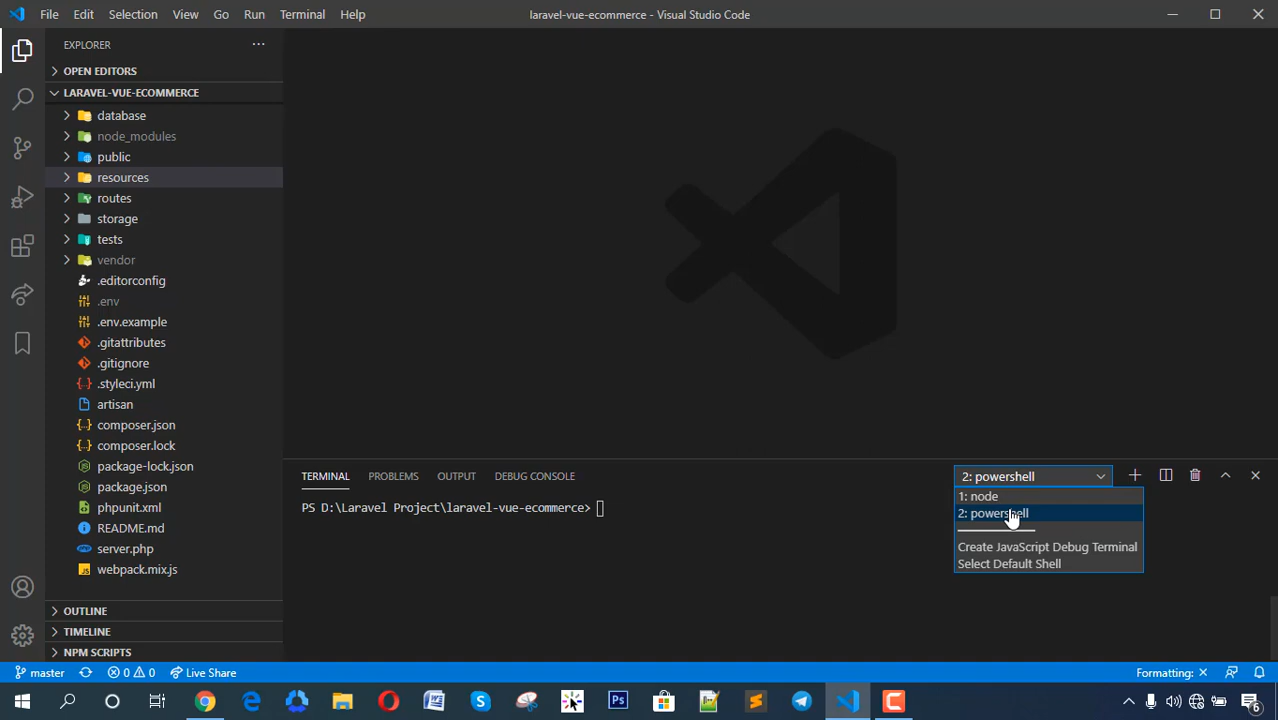 File Edit Selection View Go Run Terminal Help laravel-vue-ecommerce - Visual Studio Code
EXPLORER
OPEN EDITORS
LARAVEL-VUE-ECOMMERCE
database
node_modules
public
resources
routes
storage
tests
vendor
.editorconfig
.env
.env.example
.gitattributes
.gitignore
.styleci.yml
artisan
composer.json
composer.lock
package-lock.json
package.json
phpunit.xml
README.md
server.php
webpack.mix.js
OUTLINE
TIMELINE
NPM SCRIPTS
TERMINAL PROBLEMS OUTPUT DEBUG CONSOLE 2: powershell
PS D:\Laravel Project\laravel-vue-ecommerce>
1: node
2: powershell
Create JavaScript Debug Terminal
Select Default Shell
master 0 0 Live Share Formatting: ×
6